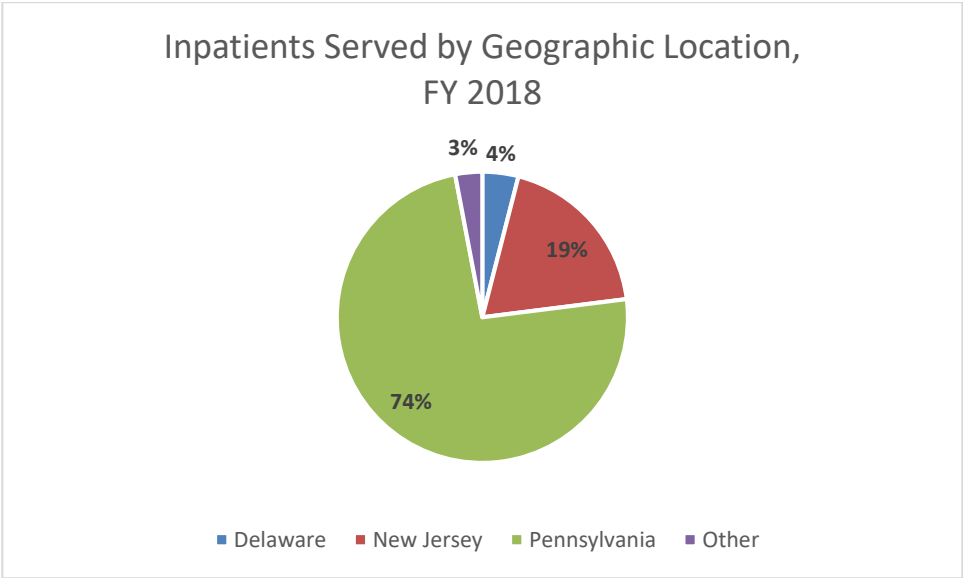 Inpatients Served by Geographic Location,
FY 2018
3%
4%
19%
74%
Delaware
New Jersey
Pennsylvania
Other